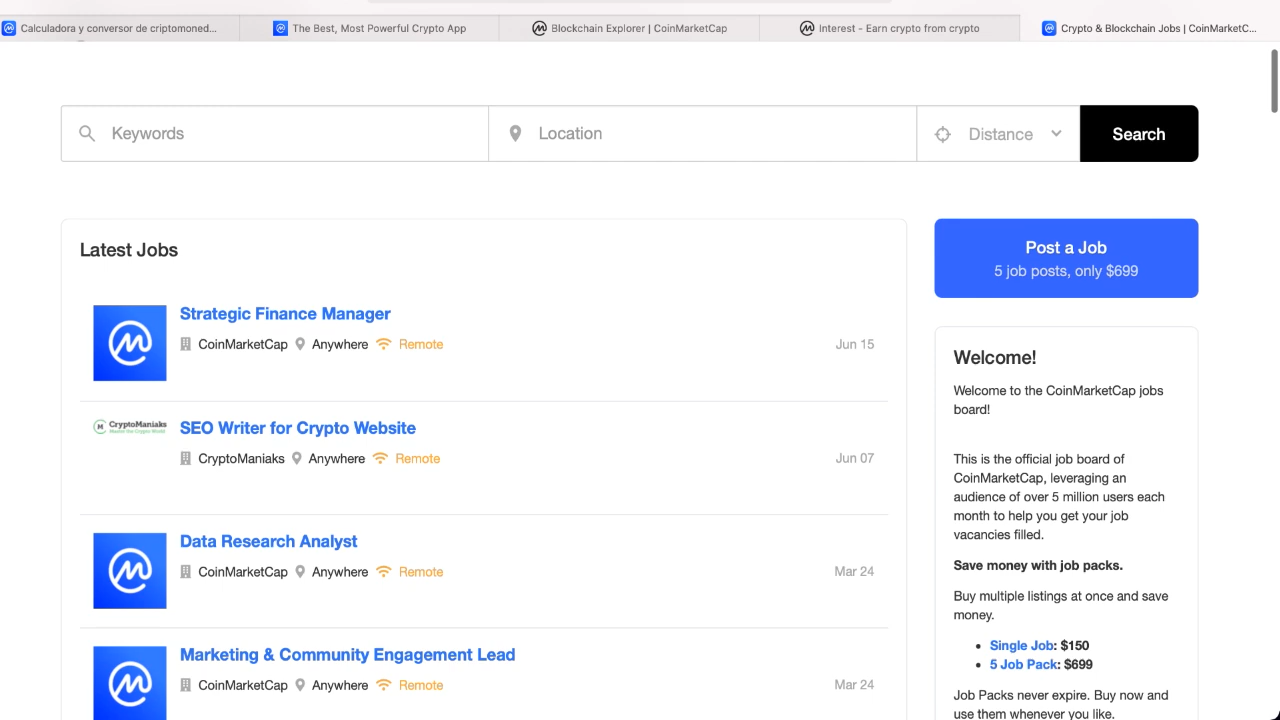 Calculadora y conversor de criptomoned...
The Best, Most Powerful Crypto App
Blockchain Explorer | CoinMarketCap
Interest - Earn crypto from crypto
Crypto & Blockchain Jobs | CoinMarketC...
Keywords
Location
Distance
Search
Latest Jobs
Strategic Finance Manager
CoinMarketCap Anywhere Remote
Jun 15
CryptoManiaks
Master the Crypto World
SEO Writer for Crypto Website
CryptoManiaks Anywhere Remote
Jun 07
Data Research Analyst
CoinMarketCap Anywhere Remote
Mar 24
Marketing & Community Engagement Lead
CoinMarketCap Anywhere Remote
Mar 24
Post a Job
5 job posts, only $699
Welcome!
Welcome to the CoinMarketCap jobs
board!
This is the official job board of
CoinMarketCap, leveraging an
audience of over 5 million users each
month to help you get your job
vacancies filled.
Save money with job packs.
Buy multiple listings at once and save
money.
• Single Job: $150
• 5 Job Pack: $699
Job Packs never expire. Buy now and
use them whenever you like.